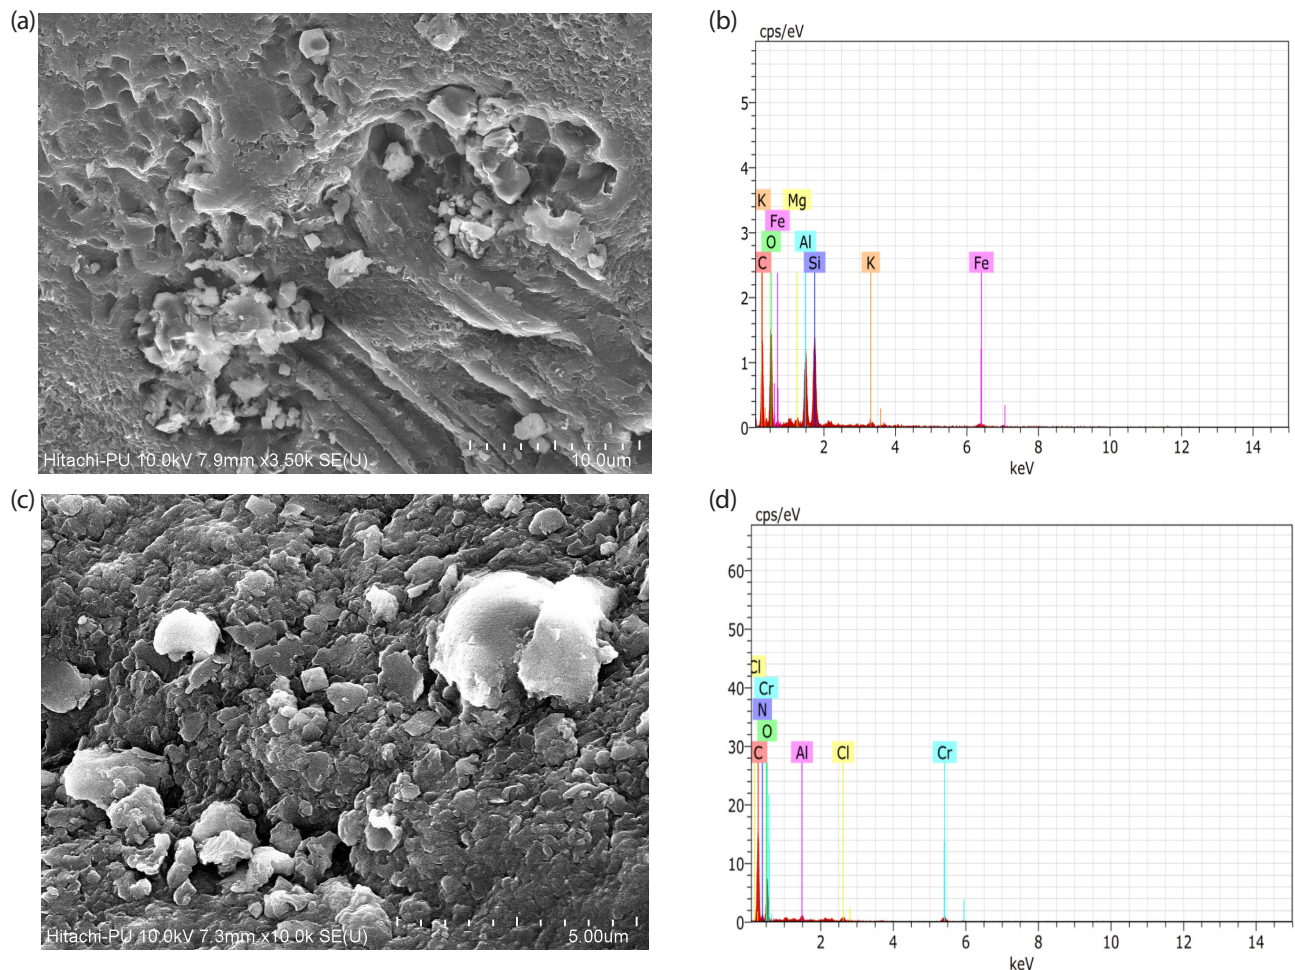 (a)
Hitachi-PU 10.0kV 7.9mm x3.50k SE(U)
10.0um
(b)
cps/eV
5
4
3
2
1
0
K
Mg
Fe
O
Al
C
Si
K
Fe
2
4
6
8
10
12
14
keV
(c)
Hitachi-PU 10.0kV 7.3mm x10.0k SE(U)
5.00um
(d)
cps/eV
60
50
40
30
20
10
0
Cl
Cr
N
O
C
Al
Cl
Cr
2
4
6
8
10
12
14
keV